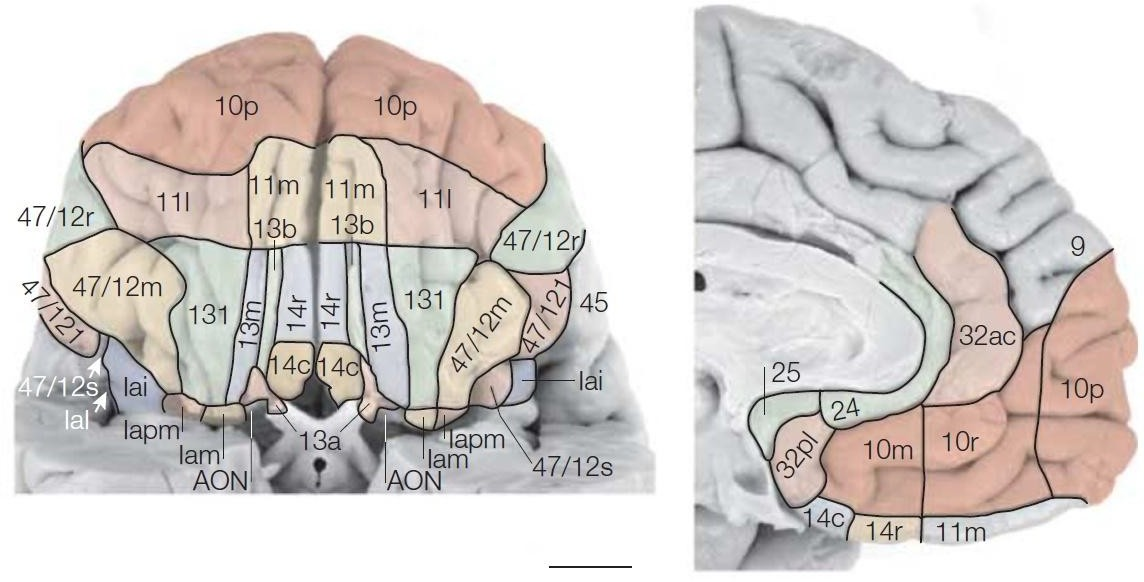 10p 10p
11m 11m
11l 11l
47/12r 13b 13b 47/12r
47/12m 131 13m 14r 14r 13m 131 47/12m 47/121 45
47/121
14c 14c
47/12s lai lai
lal
lapm 13a lapm
lam lam 47/12s
AON AON
9
32ac
25 10p
24
32pl 10m 10r
14c 14r 11m